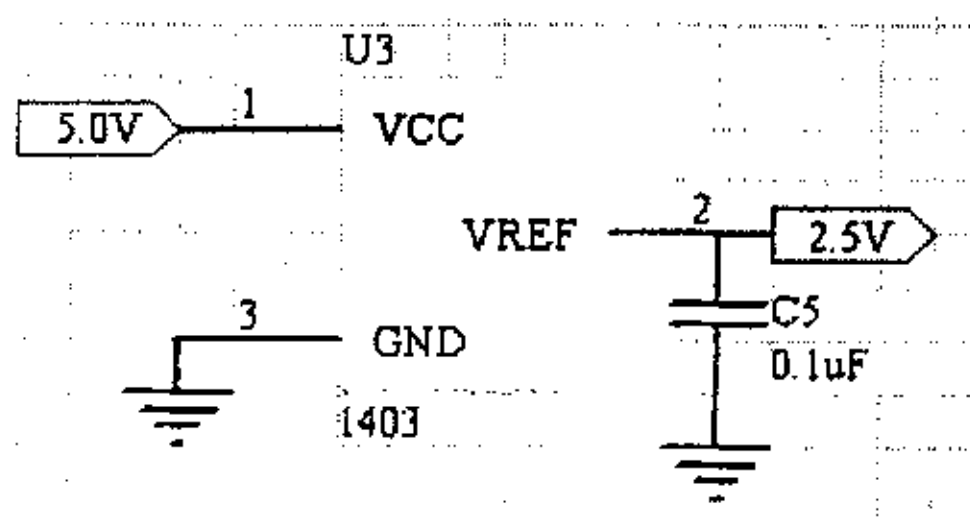 U3
1
5.0V
VCC
2
VREF
2.5V
3
C5
GND
0.1uF
1403